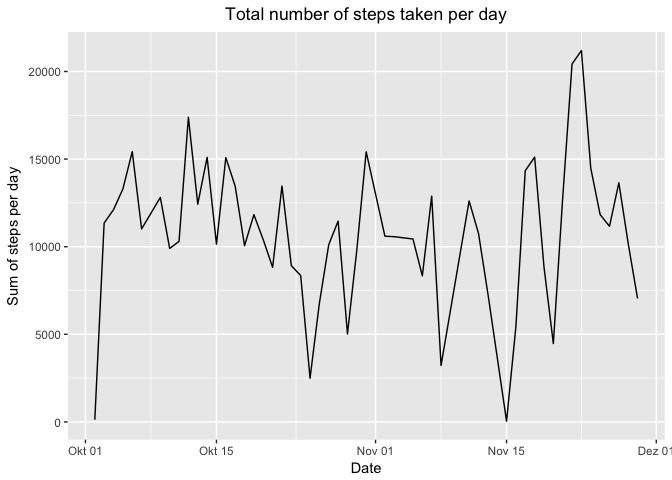 Total number of steps taken per day
Sum of steps per day
20000
15000
10000
5000
0
Okt 01 Okt 15 Nov 01 Nov 15 Dez 01
Date